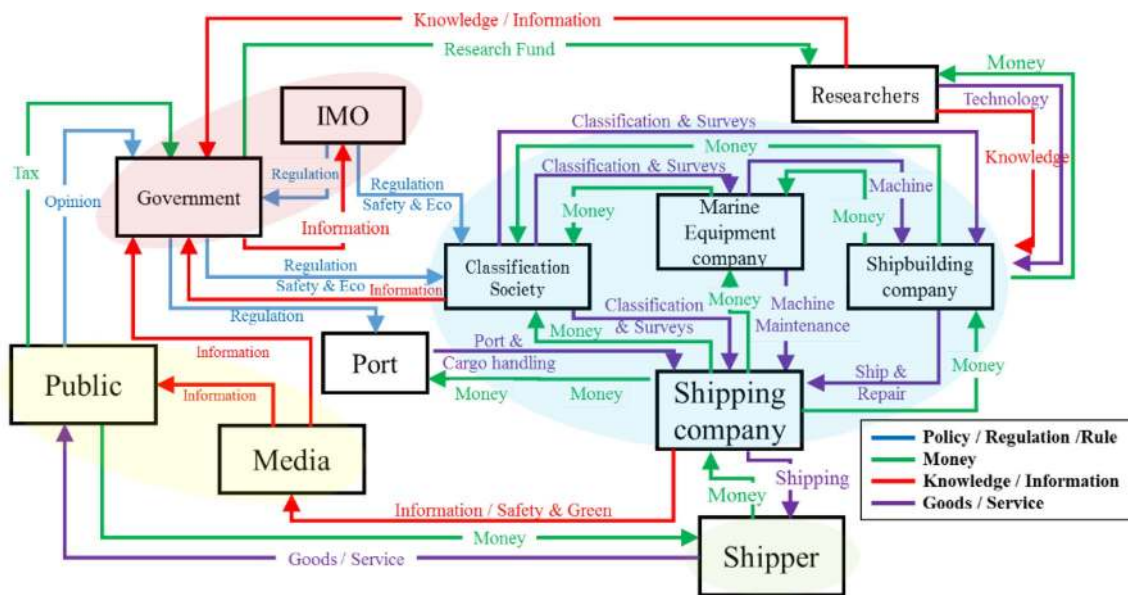 Knowledge / Information
Research Fund
Money
Researchers
Technology
IMO
Classification & Surveys
Money
Knowledge
Tax
Opinion
Government
Regulation
Regulation
Safety & Eco
Classification & Surveys
Machine
Information
Money
Marine
Equipment
company
Money
Regulation
Safety & Eco
Information
Classification
Society
Shipbuilding
company
Regulation
Classification
& Surveys
Money
Machine
Maintenance
Money
Port
Port &
Cargo handling
Information
Public
Information
Money
Money
Shipping
company
Ship &
Repair
Money
Media
Policy / Regulation /Rule
Money
Knowledge / Information
Goods / Service
Information / Safety & Green
Money
Shipping
Money
Goods / Service
Shipper